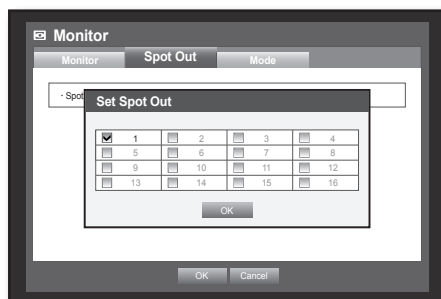 Monitor
Monitor Spot Out Mode
· Spot
Set Spot Out
1 2 3 4
5 6 7 8
9 10 11 12
13 14 15 16
OK
OK Cancel